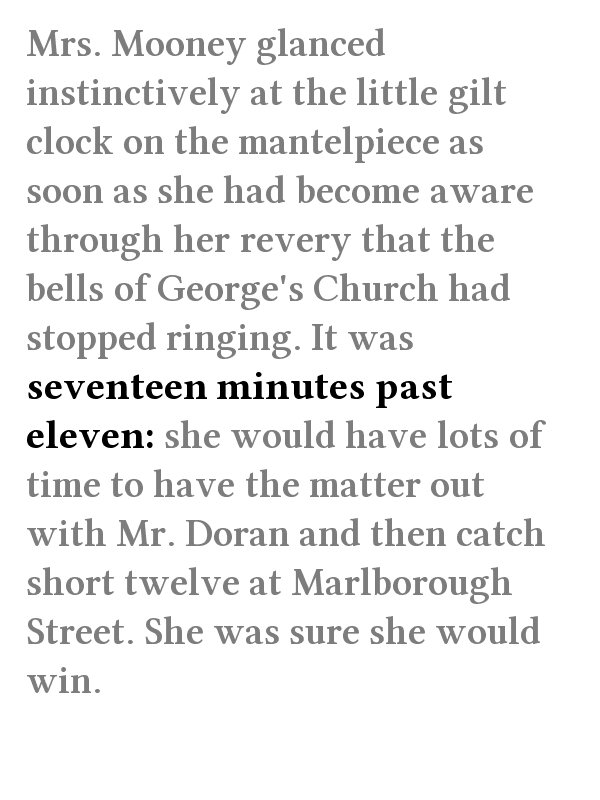 Mrs. Mooney glanced
instinctively at the little gilt
clock on the mantelpiece as
soon as she had become aware
through her revery that the
bells of George's Church had
stopped ringing. It was
seventeen minutes past
eleven: she would have lots of
time to have the matter out
with Mr. Doran and then catch
short twelve at Marlborough
Street. She was sure she would
win.